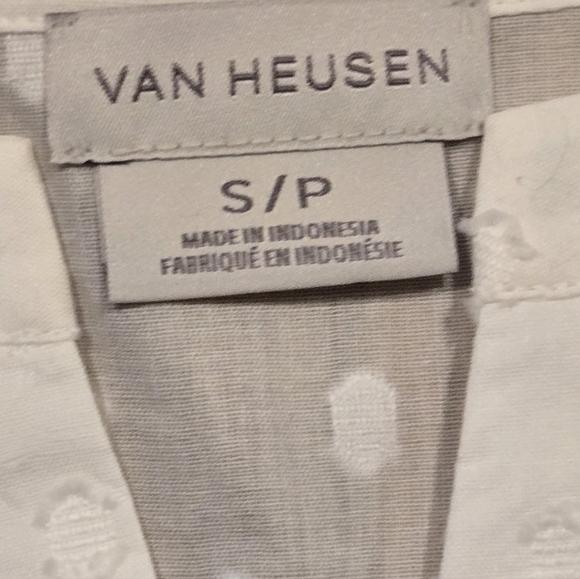 VAN HEUSEN
S/P
MADE IN INDONESIA
FABRIQUÉ EN INDONÉSIE